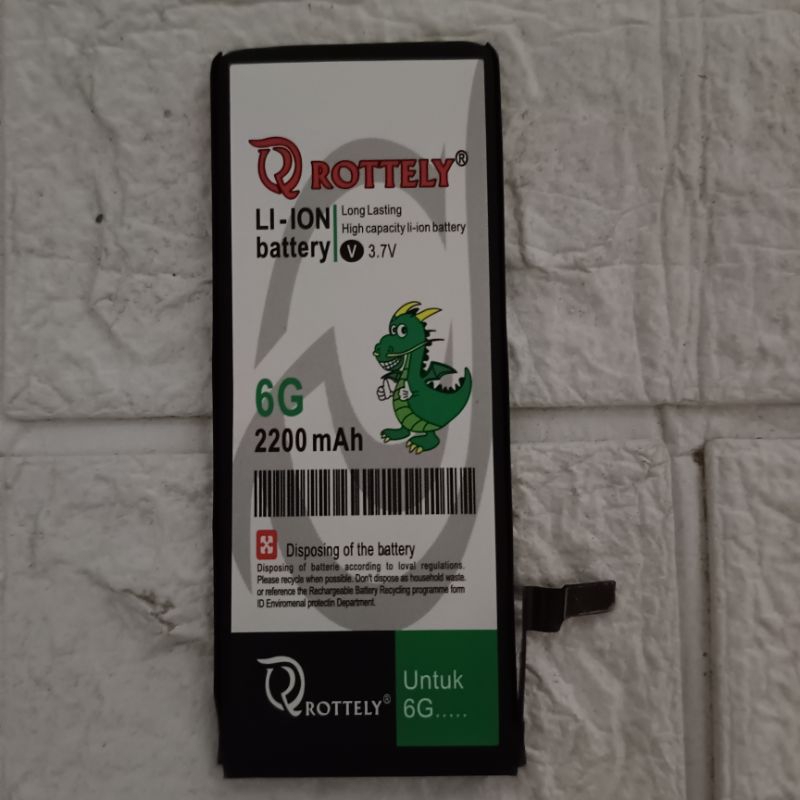 ROTTELY®
LI-ION
battery
Long Lasting
High capacity li-ion battery
V 3.7V
6G
2200 mAh
Disposing of the battery
Disposing of batterie according to loval regulations.
Please recycle when possible. Don't dispose as household waste.
or reference the Rechargeable Battery Recycling programme form
ID Enviromenal protectin Department.
ROTTELY®
Untuk
6G.....